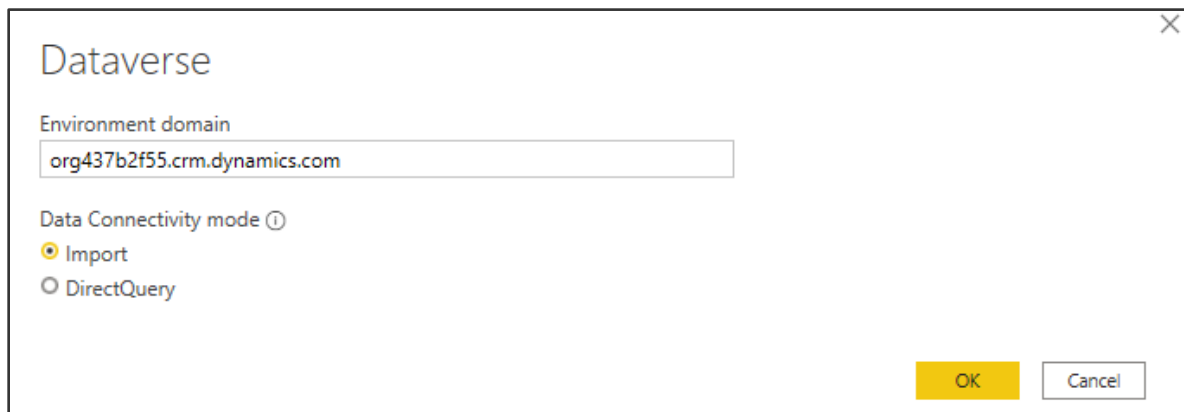 Dataverse
Environment domain
org437b2f55.crm.dynamics.com
Data Connectivity mode
Import
DirectQuery
OK Cancel